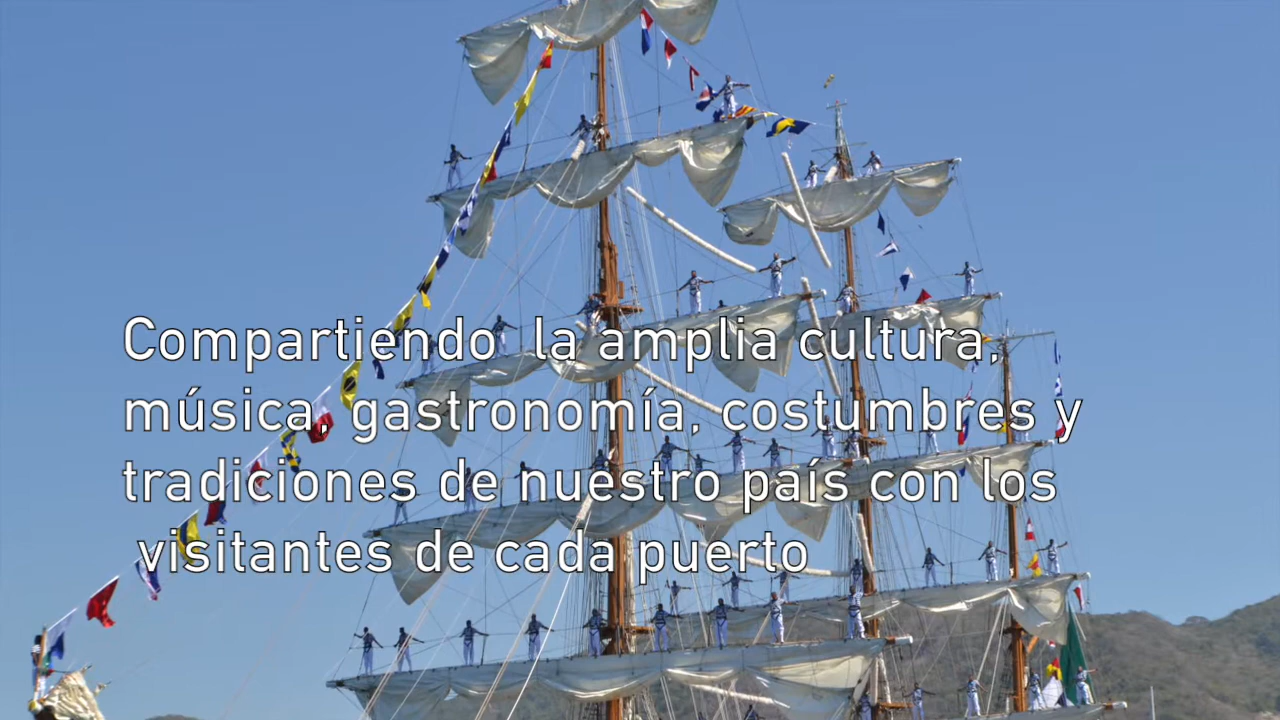 Compartiendo  la amplia cultura,
música, gastronomía, costumbres y
tradiciones de nuestro país con los
visitantes de cada puerto